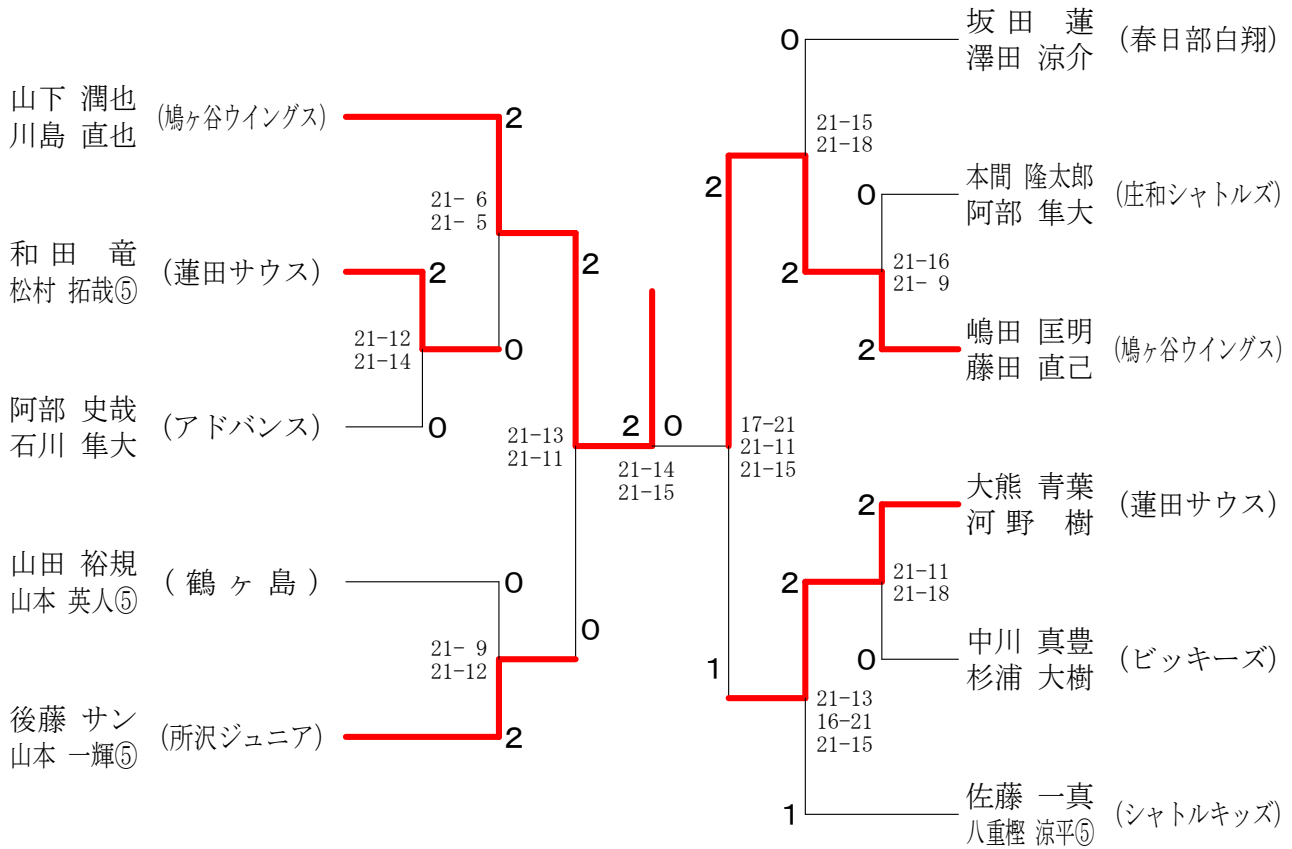 山下 潤也
川島 直也
(鳩ヶ谷ウイングス)
2
21- 6
21- 5
和田 竜
松村 拓哉⑤
(蓮田サウス)
2
2
21-12
21-14
0
阿部 史哉
石川 隼大
(アドバンス)
0
21-13
21-11
2
0
21-14
21-15
山田 裕規
山本 英人⑤
(鶴ヶ島)
0
0
21- 9
21-12
後藤 サン
山本 一輝⑤
(所沢ジュニア)
2
坂田 蓮
澤田 涼介
(春日部白翔)
0
21-15
21-18
2
本間 隆太郎
阿部 隼大
(庄和シャトルズ)
0
2
21-16
21- 9
嶋田 匡明
藤田 直己
(鳩ヶ谷ウイングス)
2
17-21
21-11
21-15
大熊 青葉
河野 樹
(蓮田サウス)
2
2
21-11
21-18
中川 真豊
杉浦 大樹
(ビッキーズ)
0
1
21-13
16-21
21-15
佐藤 一真
八重樫 涼平⑤
(シャトルキッズ)
1